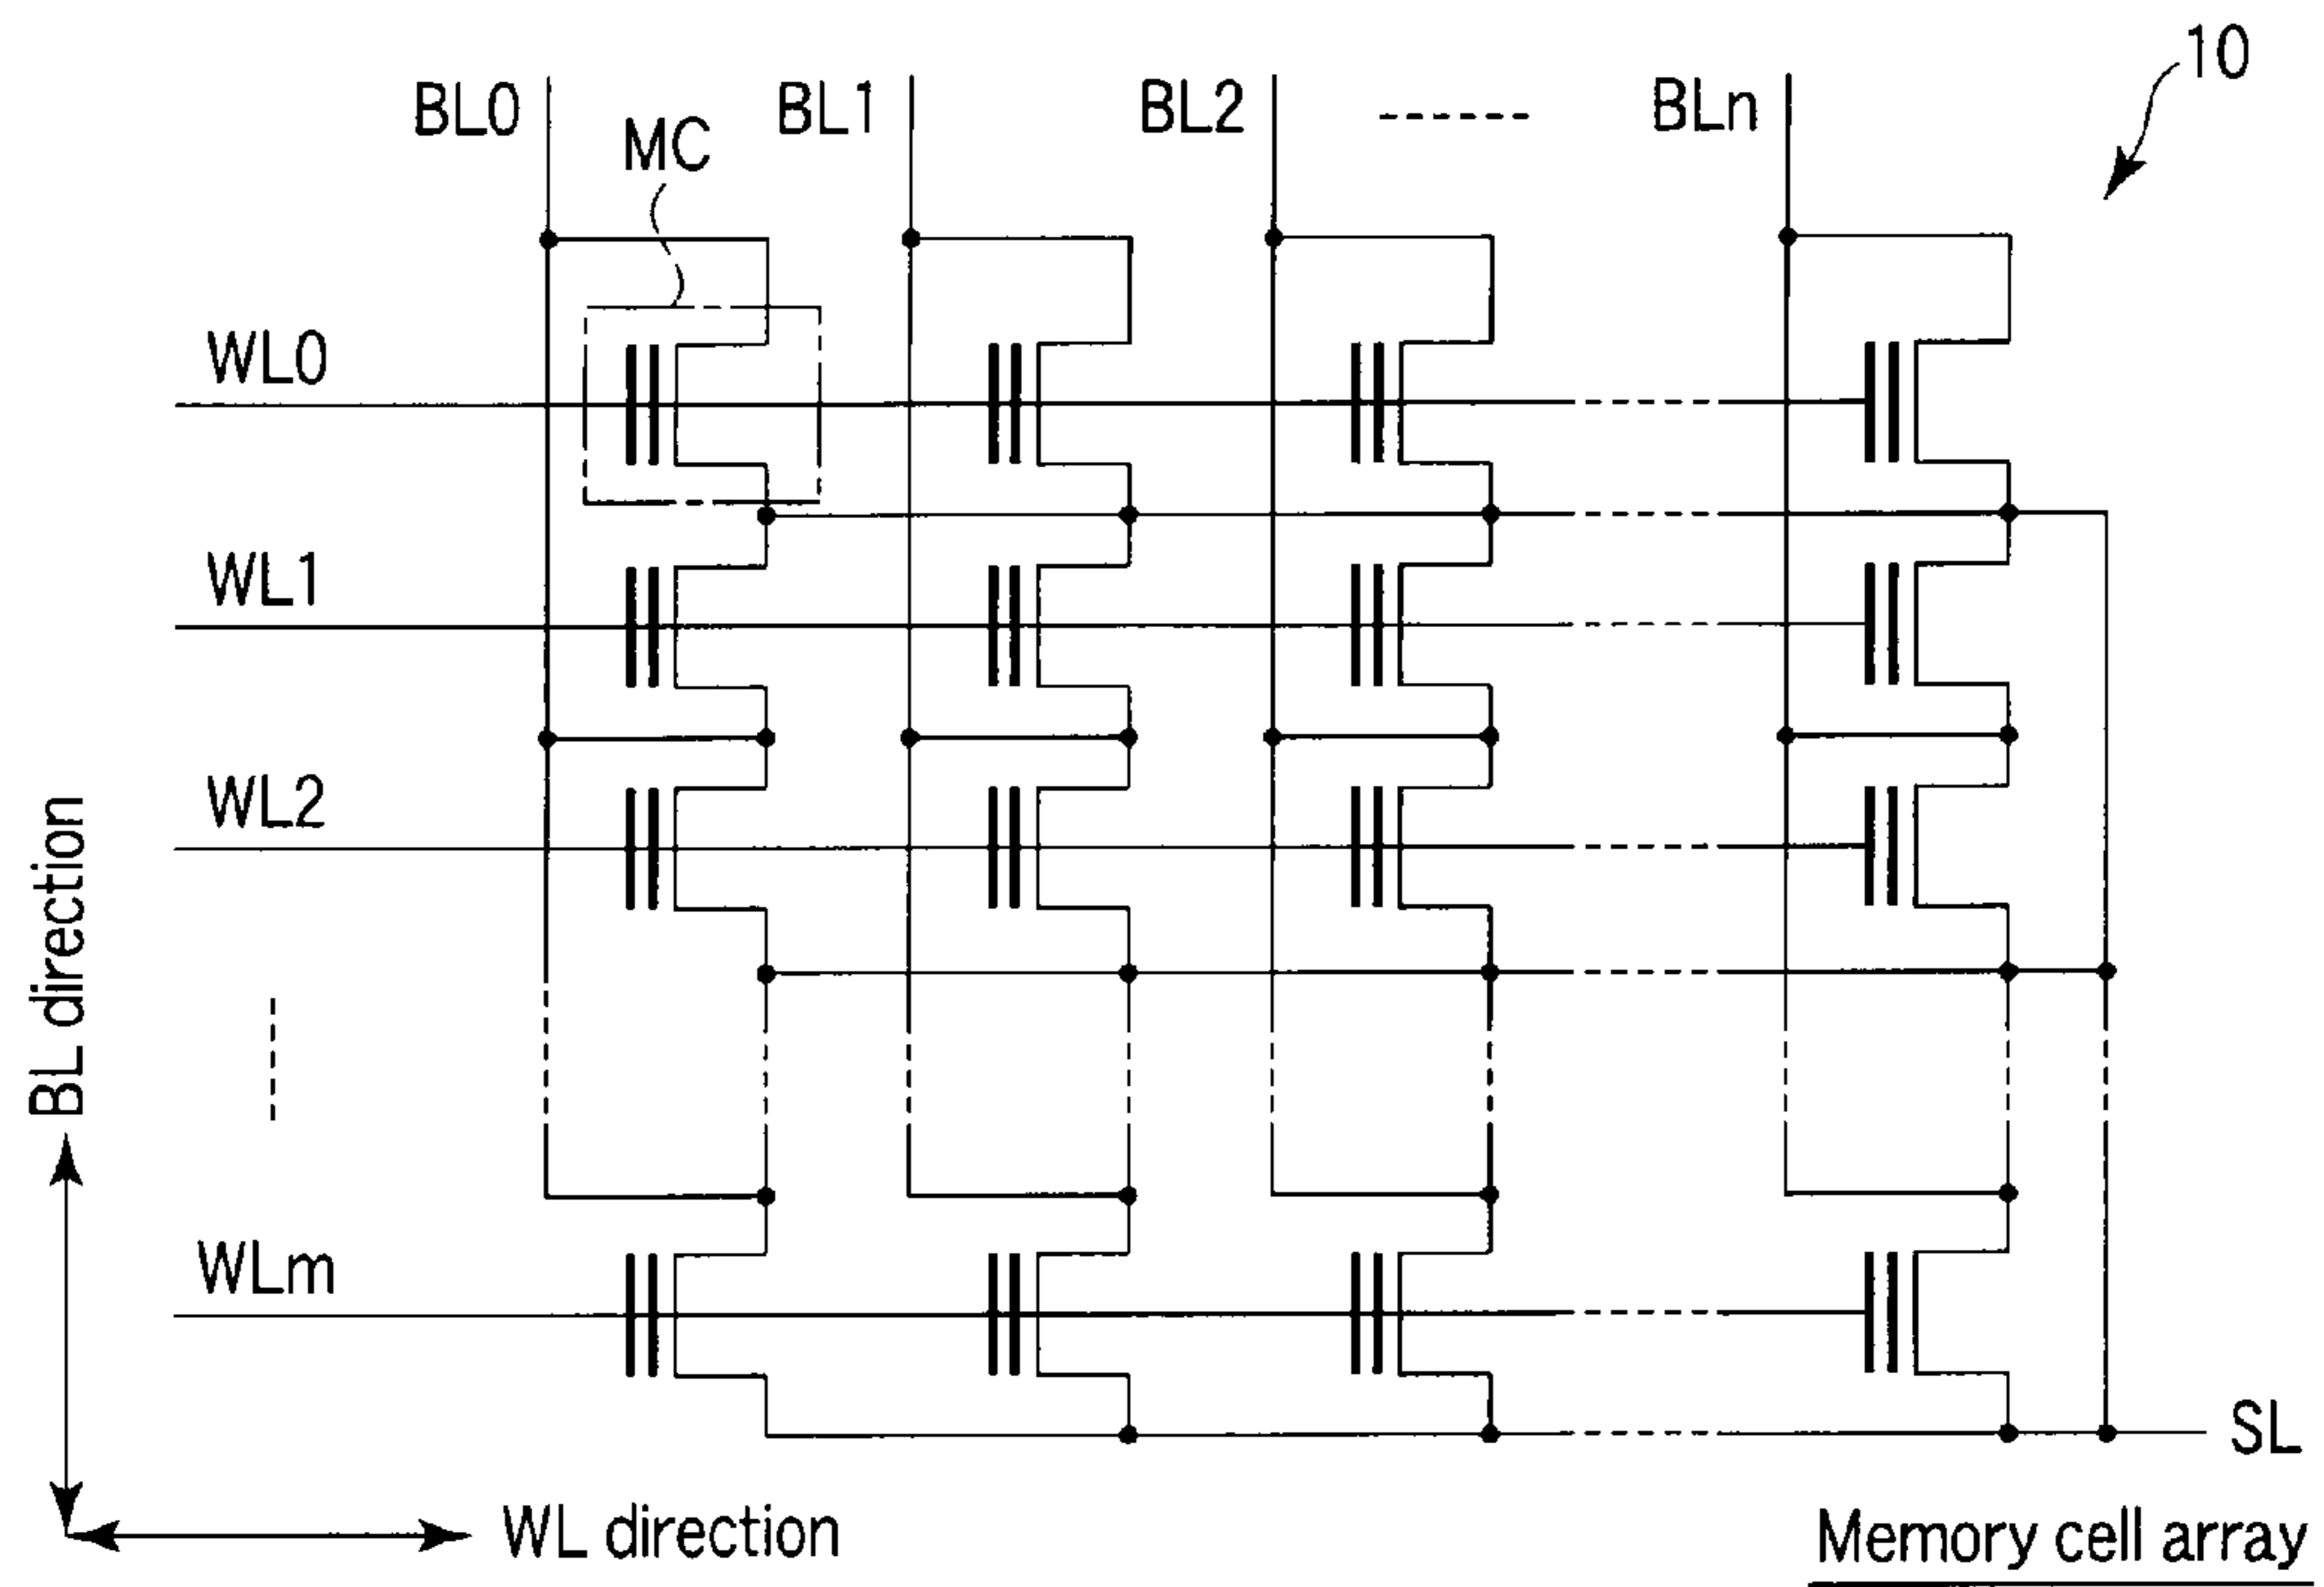 10
BL0
BL1
BL2
BLn
MC
WL0
WL1
WL2
BL direction
WLm
SL
WL direction
Memory cell array